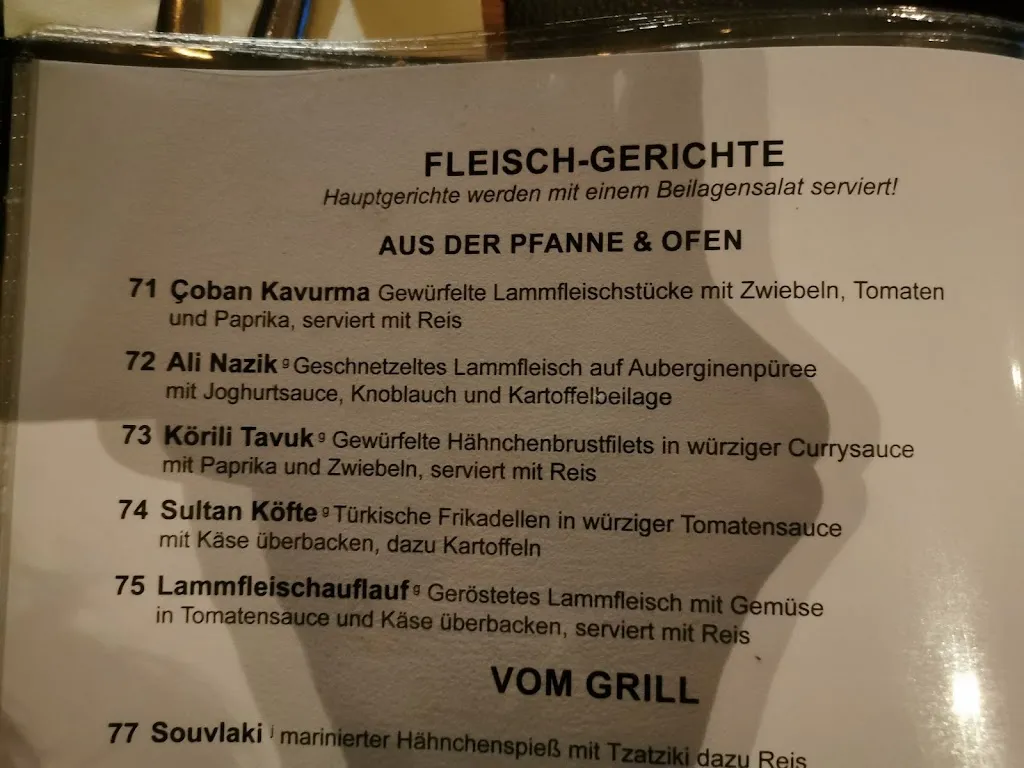 FLEISCH-GERICHTE
Hauptgerichte werden mit einem Beilagensalat serviert!
AUS DER PFANNE & OFEN
71 Çoban Kavurma Gewürfelte Lammfleischstücke mit Zwiebeln, Tomaten
und Paprika, serviert mit Reis
72 Ali Nazik g Geschnetzeltes Lammfleisch auf Auberginenpüree
mit Joghurtsauce, Knoblauch und Kartoffelbeilage
73 Körili Tavuk g Gewürfelte Hähnchenbrustfilets in würziger Currysauce
mit Paprika und Zwiebeln, serviert mit Reis
74 Sultan Köfte g Türkische Frikadellen in würziger Tomatensauce
mit Käse überbacken, dazu Kartoffeln
75 Lammfleischauflauf g Geröstetes Lammfleisch mit Gemüse
in Tomatensauce und Käse überbacken, serviert mit Reis
VOM GRILL
77 Souvlaki j marinierter Hähnchenspieß mit Tzatziki dazu Reis